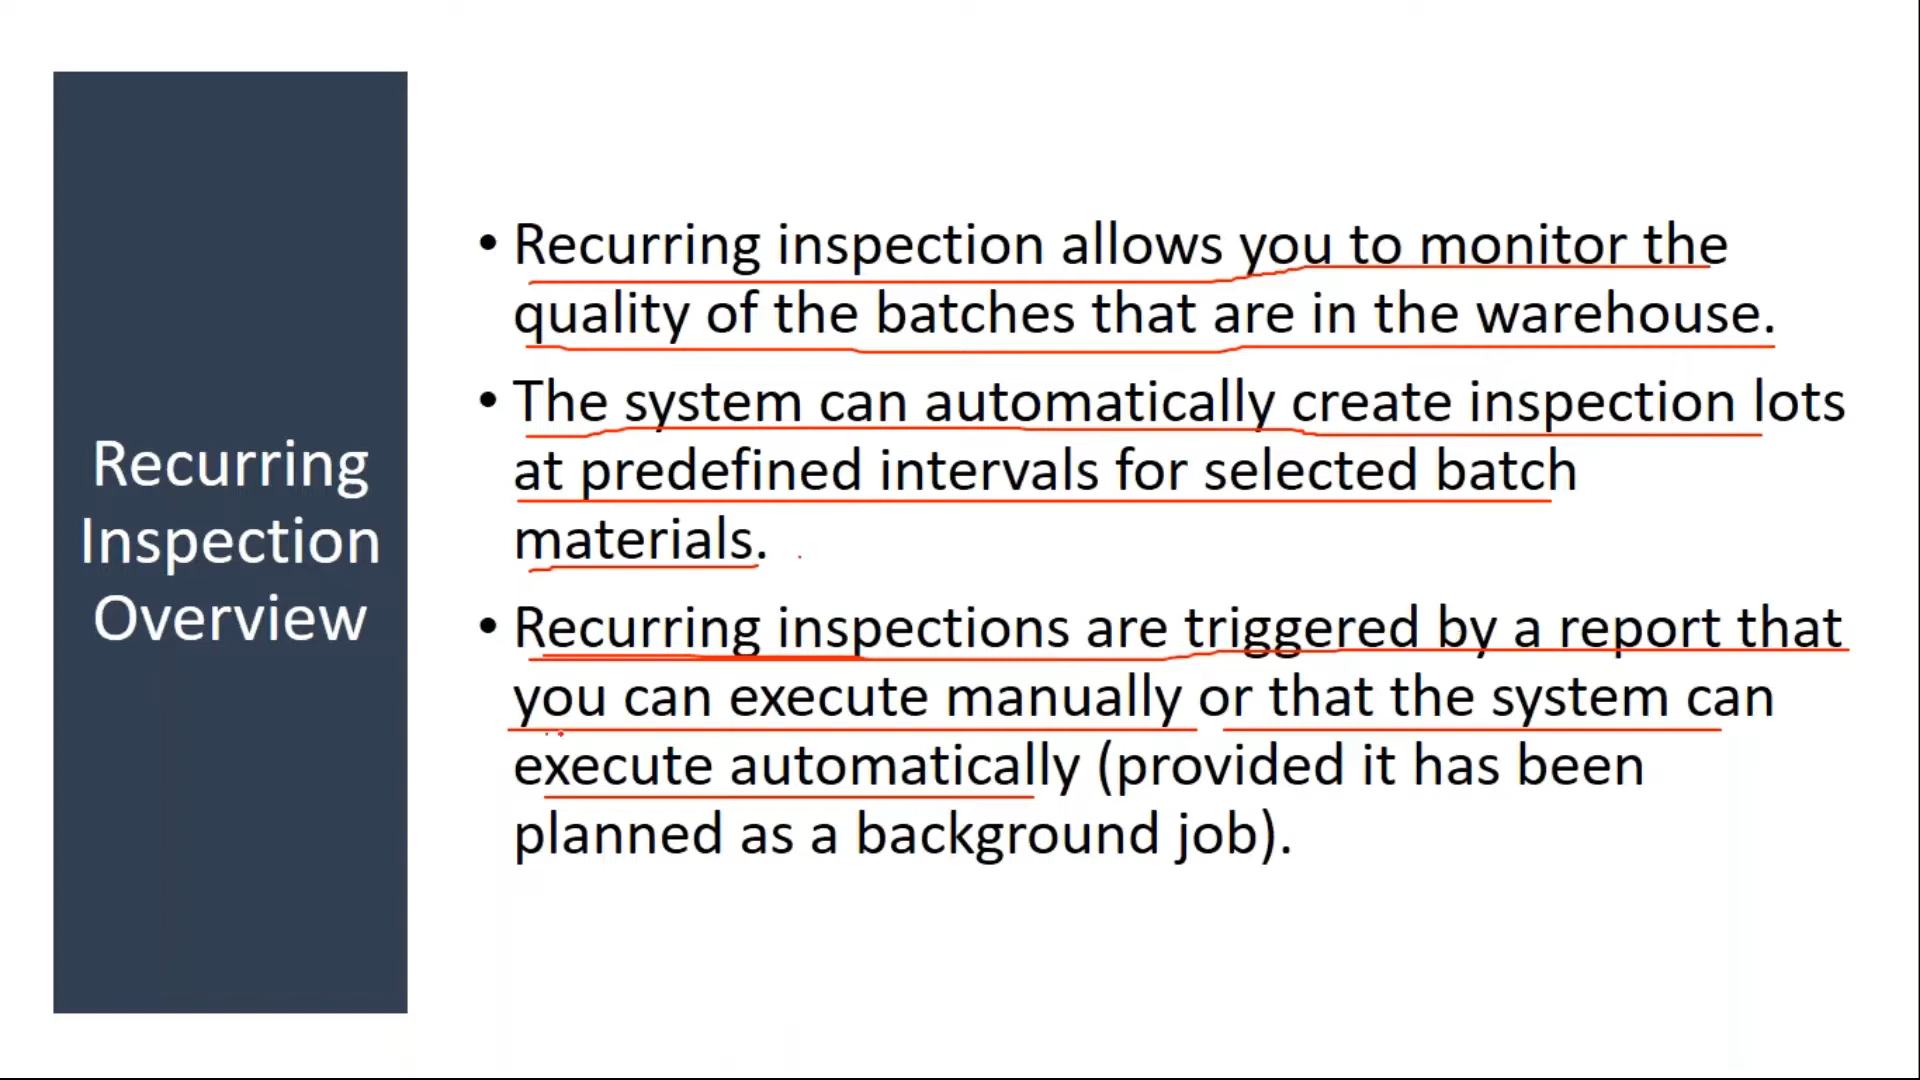 Recurring
Inspection
Overview
• Recurring inspection allows you to monitor the
quality of the batches that are in the warehouse.
• The system can automatically create inspection lots
at predefined intervals for selected batch
materials.
• Recurring inspections are triggered by a report that
you can execute manually or that the system can
execute automatically (provided it has been
planned as a background job).